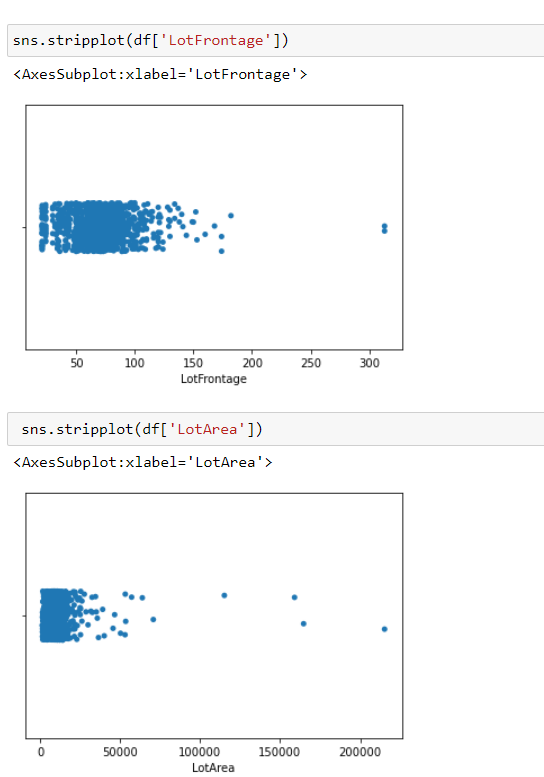 sns.stripplot(df['LotFrontage'])
<AxesSubplot:xlabel='LotFrontage'>
50 100 150 200 250 300
LotFrontage
sns.stripplot(df['LotArea'])
<AxesSubplot:xlabel='LotArea'>
0 50000 100000 150000 200000
LotArea